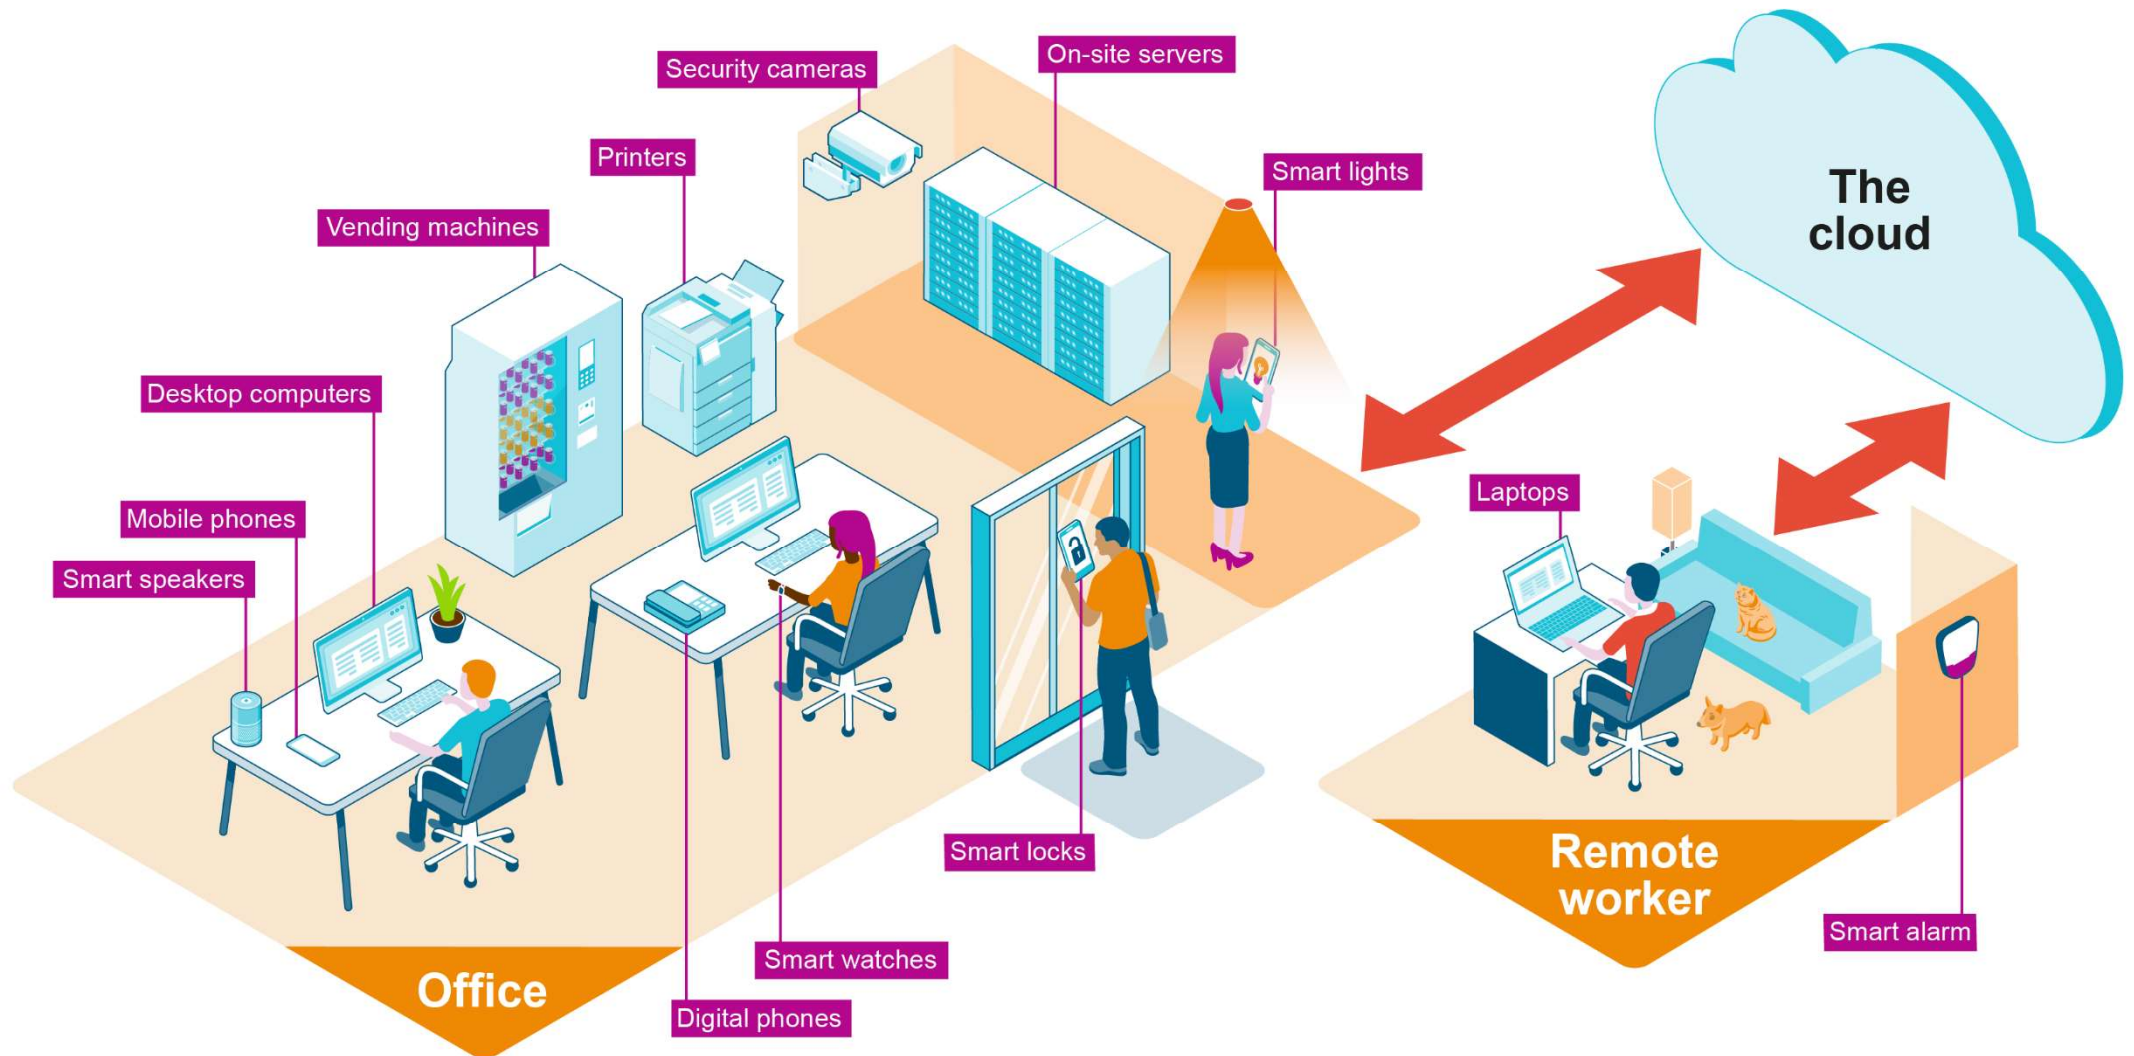 On-site servers
Security cameras
Printers
Smart lights
The
cloud
Vending machines
Desktop computers
Laptops
Mobile phones
Smart speakers
Smart locks
Remote
worker
Smart alarm
Smart watches
Office
Digital phones